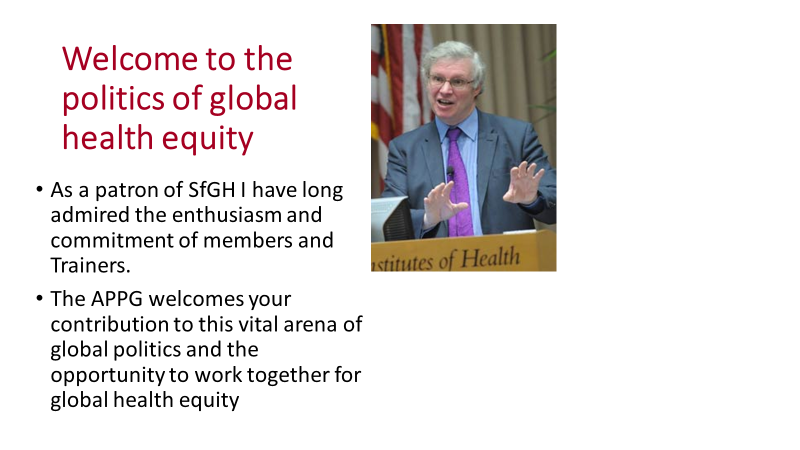 Welcome to the
politics of global
health equity
• As a patron of SfGH I have long
admired the enthusiasm and
commitment of members and
Trainers.
• The APPG welcomes your
contribution to this vital arena of
global politics and the
opportunity to work together for
global health equity
nstitutes of Health